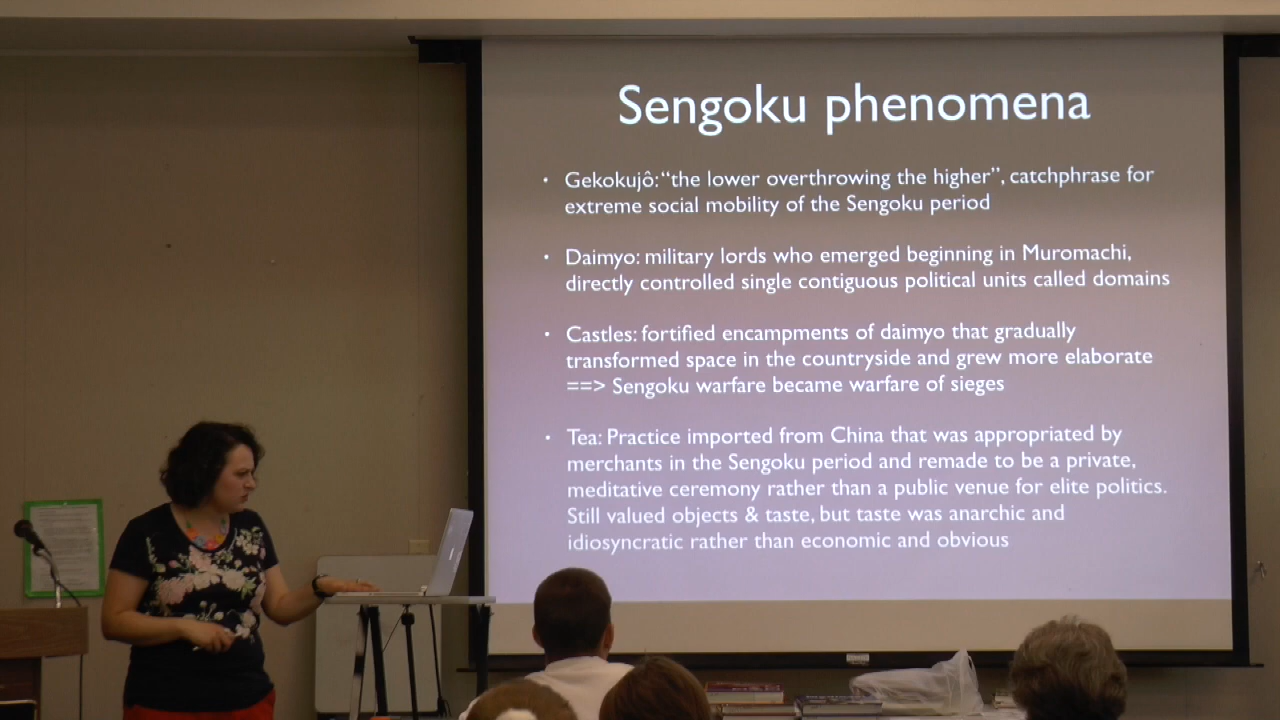 Sengoku phenomena
• Gekokujô: “the lower overthrowing the higher”, catchphrase for
extreme social mobility of the Sengoku period
• Daimyo: military lords who emerged beginning in Muromachi,
directly controlled single contiguous political units called domains
• Castles: fortified encampments of daimyo that gradually
transformed space in the countryside and grew more elaborate
==> Sengoku warfare became warfare of sieges
• Tea: Practice imported from China that was appropriated by
merchants in the Sengoku period and remade to be a private,
meditative ceremony rather than a public venue for elite politics.
Still valued objects & taste, but taste was anarchic and
idiosyncratic rather than economic and obvious